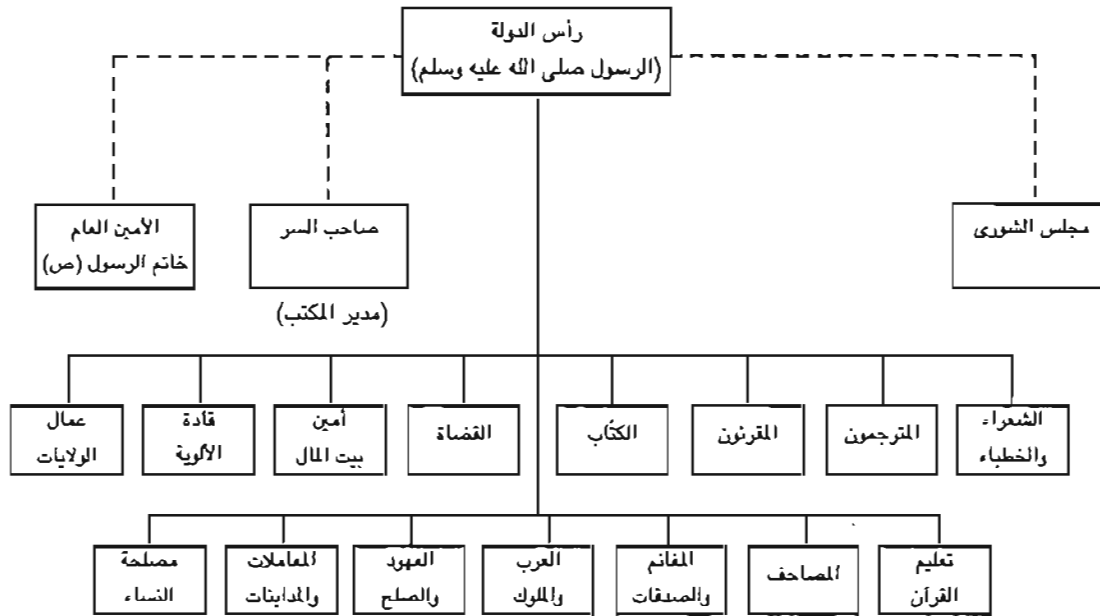 رأس الدولة
(الرسول صلى الله عليه وسلم)
مجلس الشورى
صاحب السر
(مدير المكتب)
الأمين العام
خاتم الرسول (ص)
الشعراء
والخطباء
المترجمون
المقرئون
الكتّاب
القضاة
أمين
بيت المال
قادة
الألوية
عمال
الولايات
تعليم
القرآن
المصاحف
المغانم
والصدقات
العرب
والملوك
العهود
والصلح
المعاملات
والمداينات
مصلحة
النساء